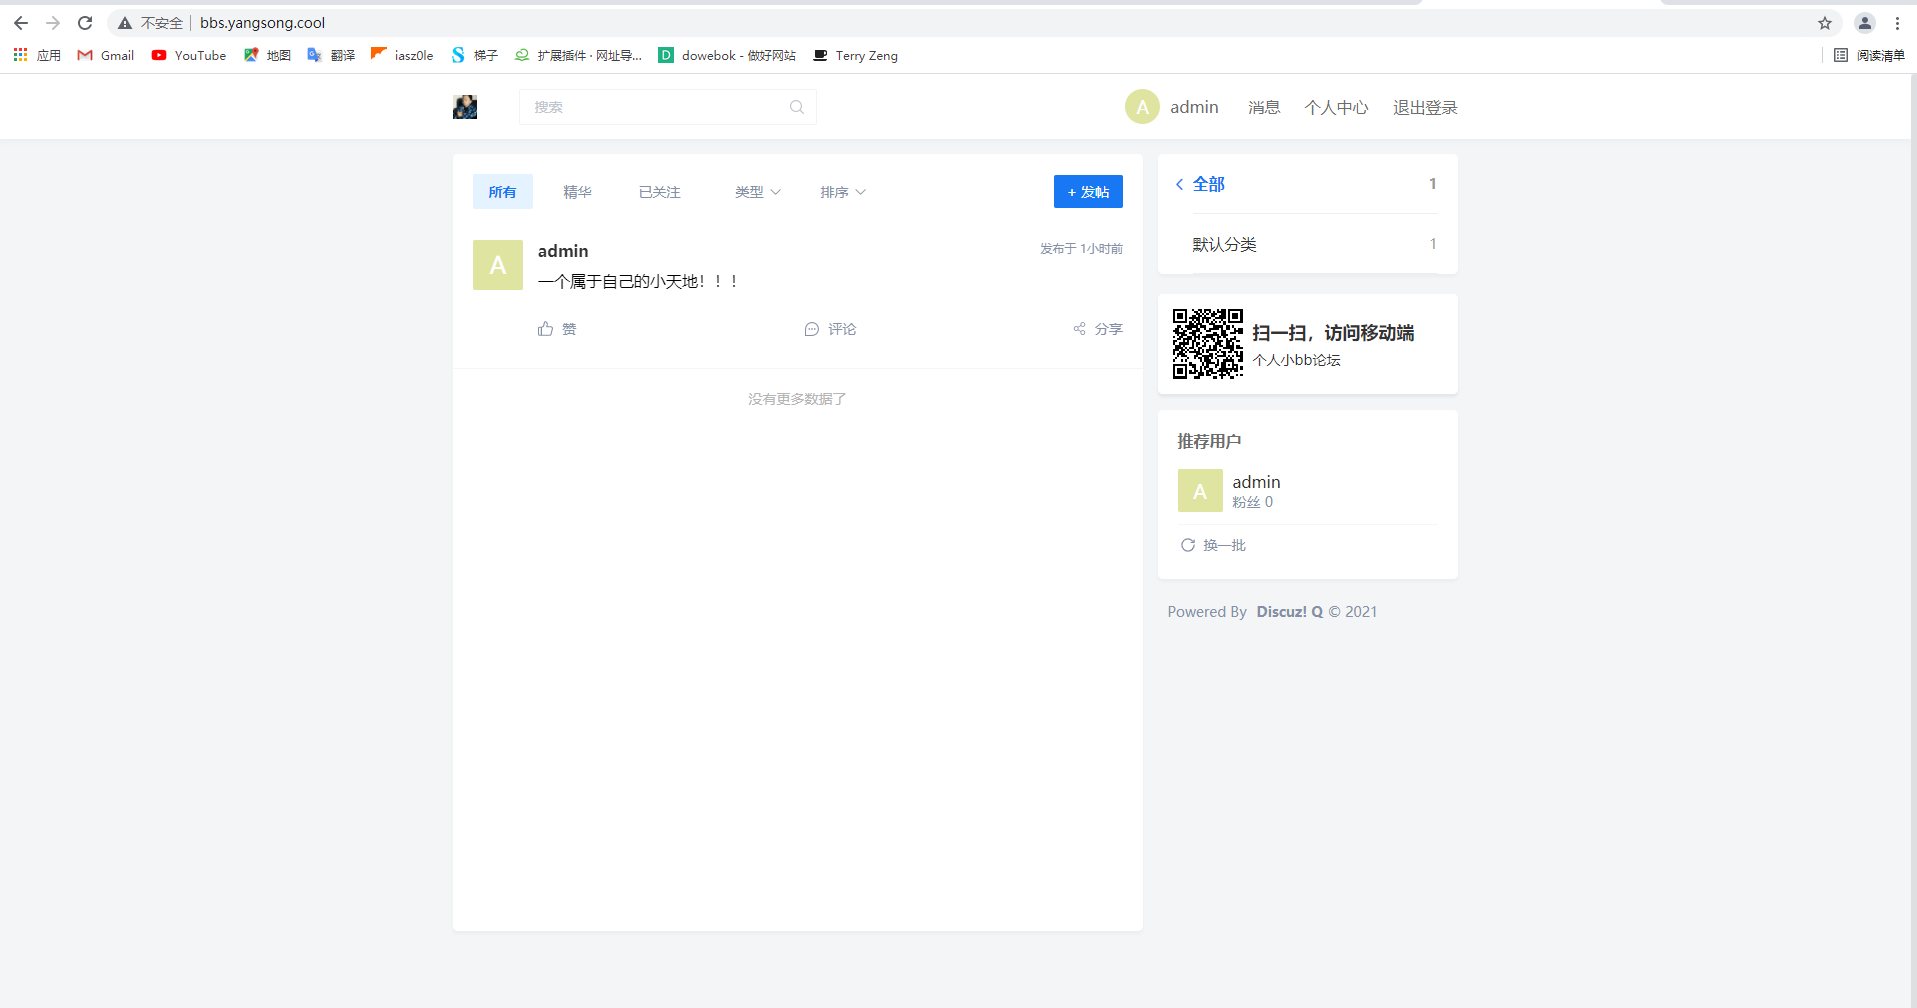 不安全 bbs.yangsong.cool
应用 Gmail YouTube 地图 翻译 iasz0le 梯子 扩展插件 · 网址导... dowebok - 做好网站 Terry Zeng 阅读清单
搜索 A admin 消息 个人中心 退出登录
所有 精华 已关注 类型 排序 + 发帖
A admin 发布于 1小时前
一个属于自己的小天地！！！
赞 评论 分享
没有更多数据了
全部 1
默认分类 1
扫一扫，访问移动端
个人小bb论坛
推荐用户
A admin
粉丝 0
换一批
Powered By Discuz! Q © 2021